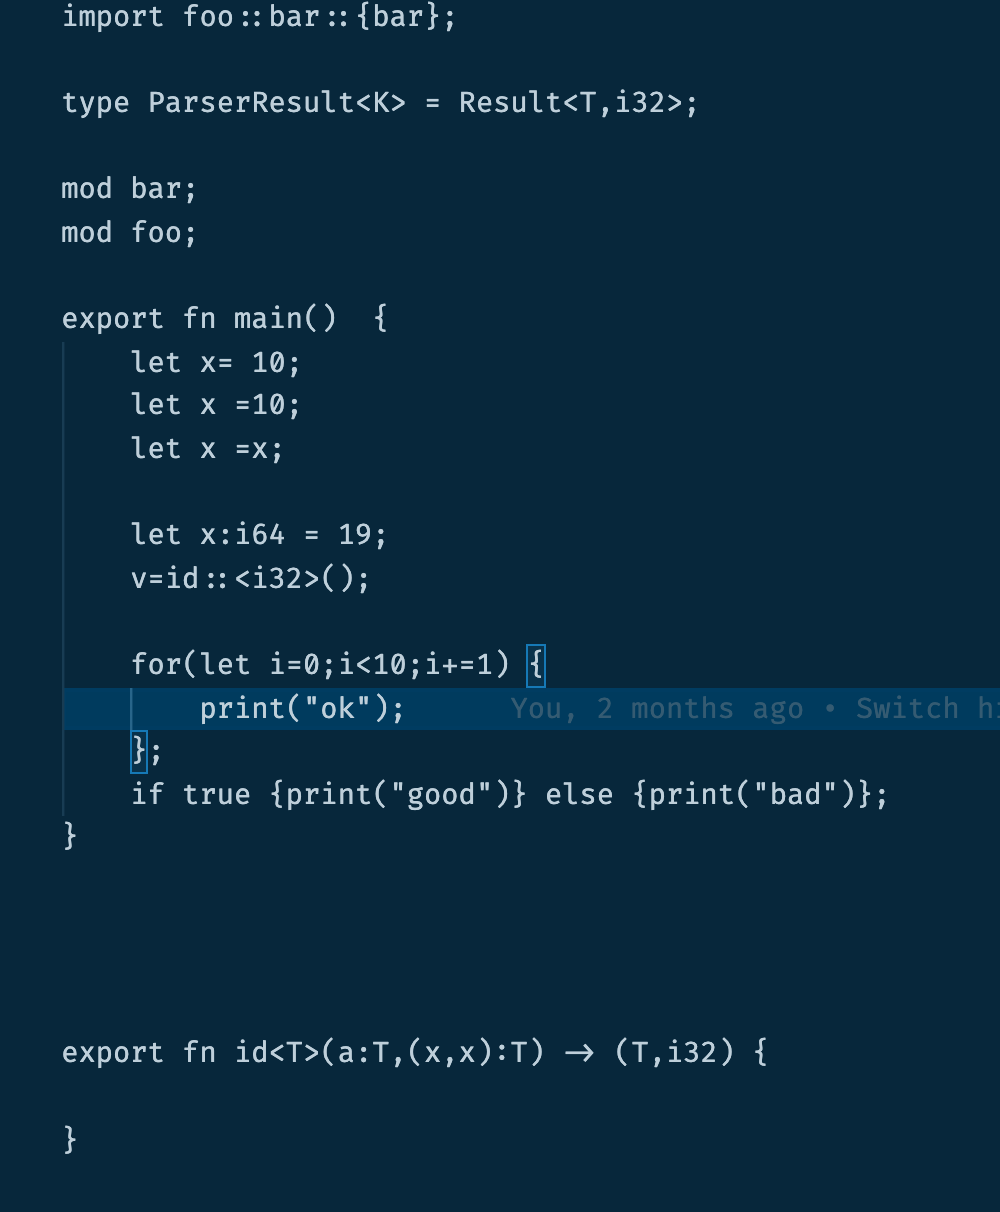 import foo::bar::{bar};
type ParserResult<K> = Result<T,i32>;
mod bar;
mod foo;
export fn main()  {
    let x= 10;
    let x =10;
    let x =x;
    let x:i64 = 19;
    v=id::<i32>();
    for(let i=0;i<10;i+=1) {
        print("ok");      You, 2 months ago • Switch
    };
    if true {print("good")} else {print("bad")};
}
export fn id<T>(a:T,(x,x):T) -> (T,i32) {
}